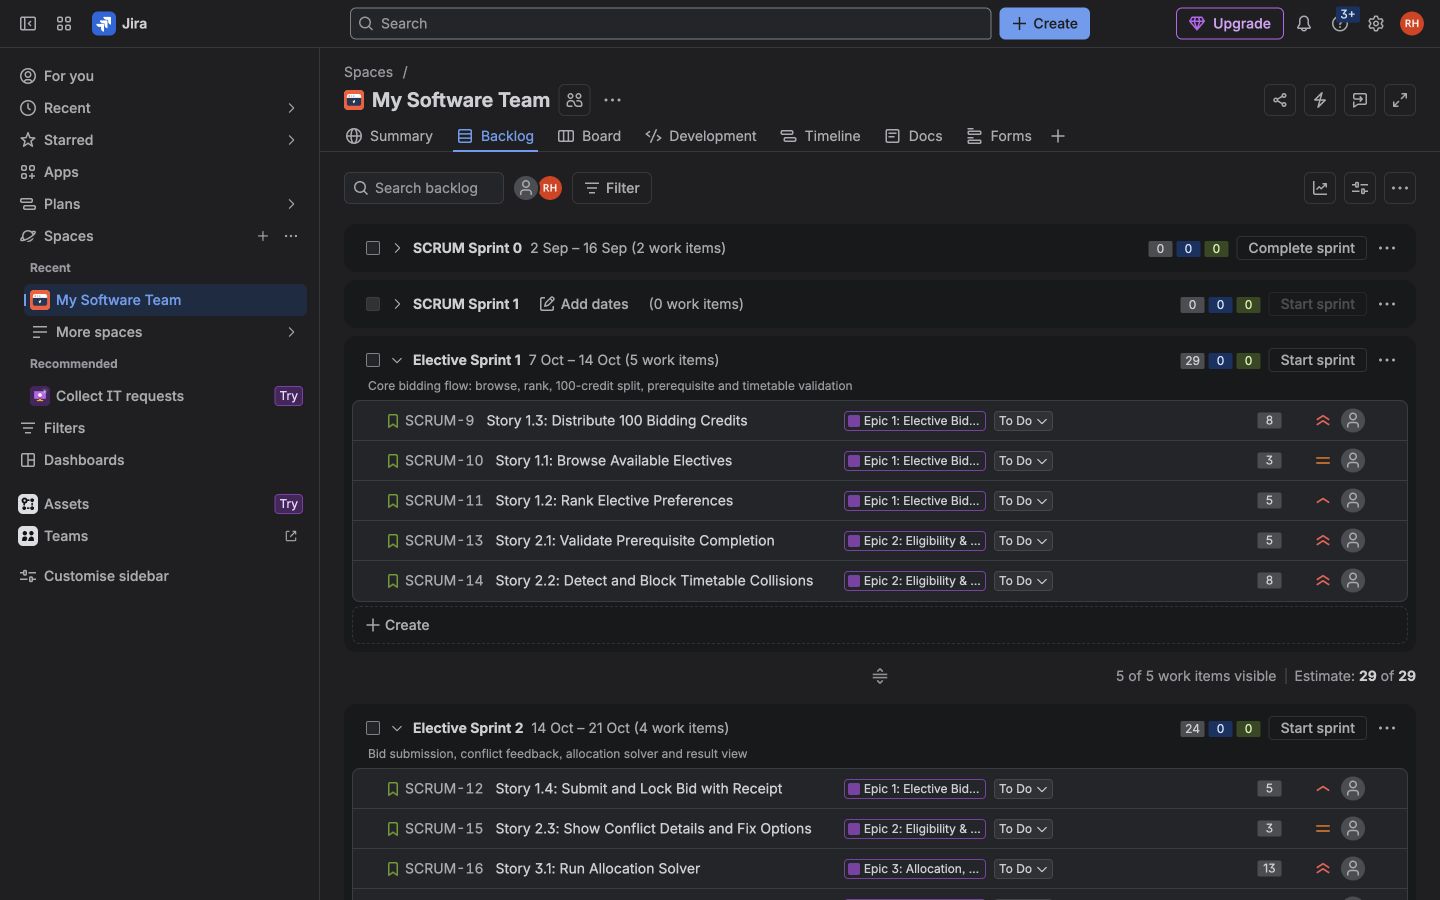 Jira
Search
Create
Upgrade
3+
RH
For you
Recent
Starred
Apps
Plans
Spaces
Recent
My Software Team
More spaces
Recommended
Collect IT requests Try
Filters
Dashboards
Assets Try
Teams
Customise sidebar
Spaces /
My Software Team
Summary Backlog Board Development Timeline Docs Forms
Search backlog RH Filter
SCRUM Sprint 0 2 Sep – 16 Sep (2 work items) 0 0 0 Complete sprint
SCRUM Sprint 1 Add dates (0 work items) 0 0 0 Start sprint
Elective Sprint 1 7 Oct – 14 Oct (5 work items) 29 0 0 Start sprint
Core bidding flow: browse, rank, 100-credit split, prerequisite and timetable validation
SCRUM-9 Story 1.3: Distribute 100 Bidding Credits Epic 1: Elective Bid... To Do 8
SCRUM-10 Story 1.1: Browse Available Electives Epic 1: Elective Bid... To Do 3
SCRUM-11 Story 1.2: Rank Elective Preferences Epic 1: Elective Bid... To Do 5
SCRUM-13 Story 2.1: Validate Prerequisite Completion Epic 2: Eligibility & ... To Do 5
SCRUM-14 Story 2.2: Detect and Block Timetable Collisions Epic 2: Eligibility & ... To Do 8
Create
5 of 5 work items visible Estimate: 29 of 29
Elective Sprint 2 14 Oct – 21 Oct (4 work items) 24 0 0 Start sprint
Bid submission, conflict feedback, allocation solver and result view
SCRUM-12 Story 1.4: Submit and Lock Bid with Receipt Epic 1: Elective Bid... To Do 5
SCRUM-15 Story 2.3: Show Conflict Details and Fix Options Epic 2: Eligibility & ... To Do 3
SCRUM-16 Story 3.1: Run Allocation Solver Epic 3: Allocation, ... To Do 13